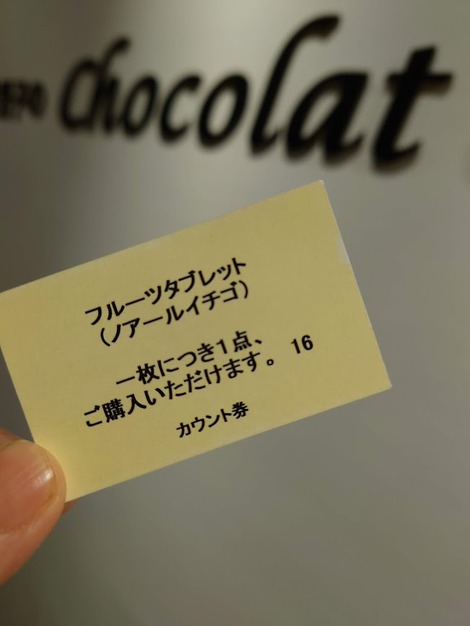 Chocolat
フルーツタブレット
（ノアールイチゴ）
一枚につき1点、
ご購入いただけます。 16
カウント券